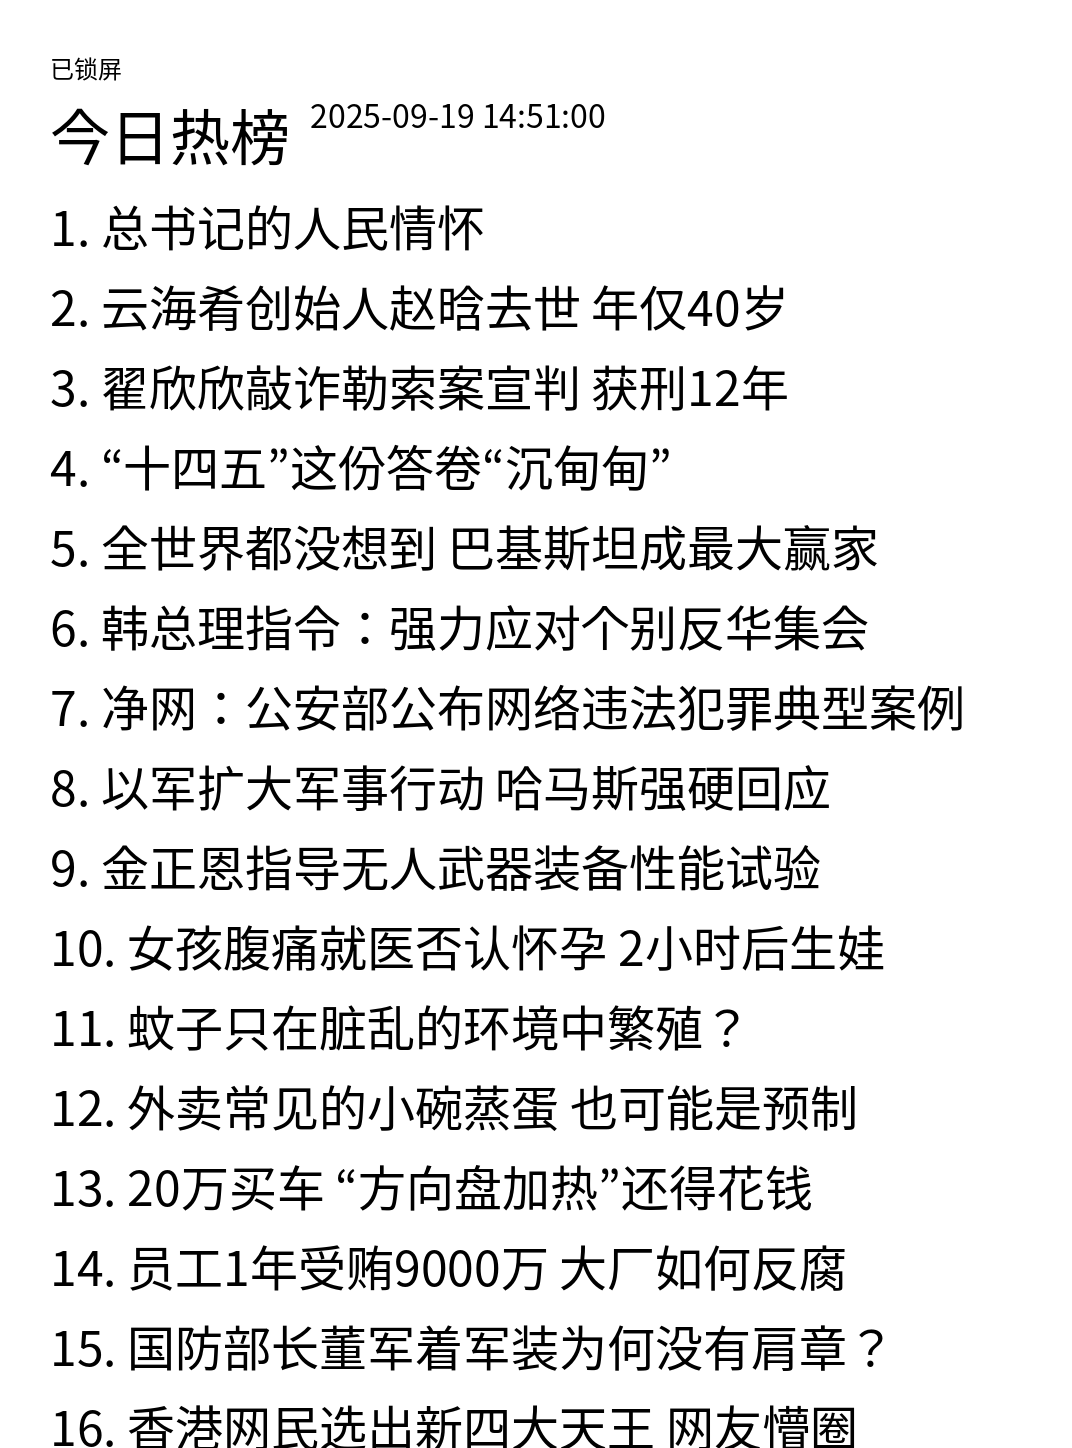 已锁屏
今日热榜 2025-09-19 14:51:00
1. 总书记的人民情怀
2. 云海肴创始人赵晗去世 年仅40岁
3. 翟欣欣敲诈勒索案宣判 获刑12年
4. “十四五”这份答卷“沉甸甸”
5. 全世界都没想到 巴基斯坦成最大赢家
6. 韩总理指令：强力应对个别反华集会
7. 净网：公安部公布网络违法犯罪典型案例
8. 以军扩大军事行动 哈马斯强硬回应
9. 金正恩指导无人武器装备性能试验
10. 女孩腹痛就医否认怀孕 2小时后生娃
11. 蚊子只在脏乱的环境中繁殖？
12. 外卖常见的小碗蒸蛋 也可能是预制
13. 20万买车 “方向盘加热”还得花钱
14. 员工1年受贿9000万 大厂如何反腐
15. 国防部长董军着军装为何没有肩章？
16. 香港网民选出新四大天王 网友懵圈